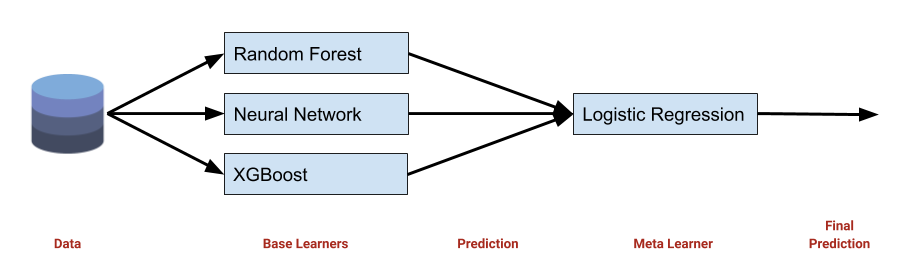 Random Forest
Neural Network
Logistic Regression
XGBoost
Data
Base Learners
Prediction
Meta Learner
Final
Prediction